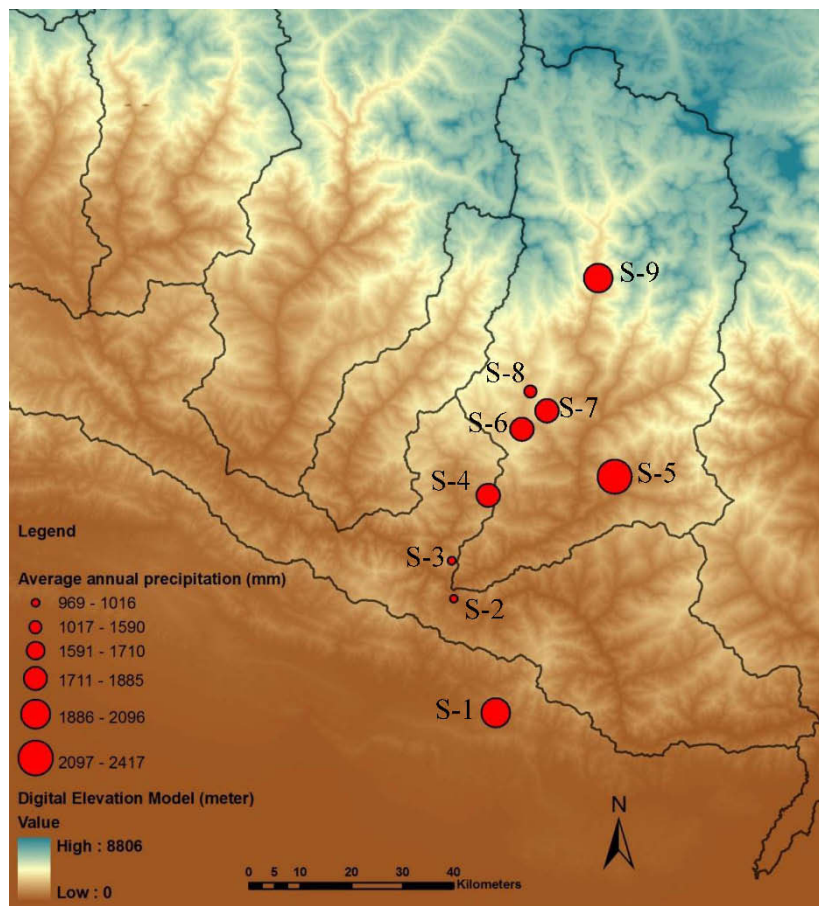 S-9
S-8
S-7
S-6
S-5
S-4
S-3
S-2
S-1
Legend
Average annual precipitation (mm)
969 - 1016
1017 - 1590
1591 - 1710
1711 - 1885
1886 - 2096
2097 - 2417
Digital Elevation Model (meter)
Value
High : 8806
Low : 0
N
0 5 10 20 30 40
Kilometers